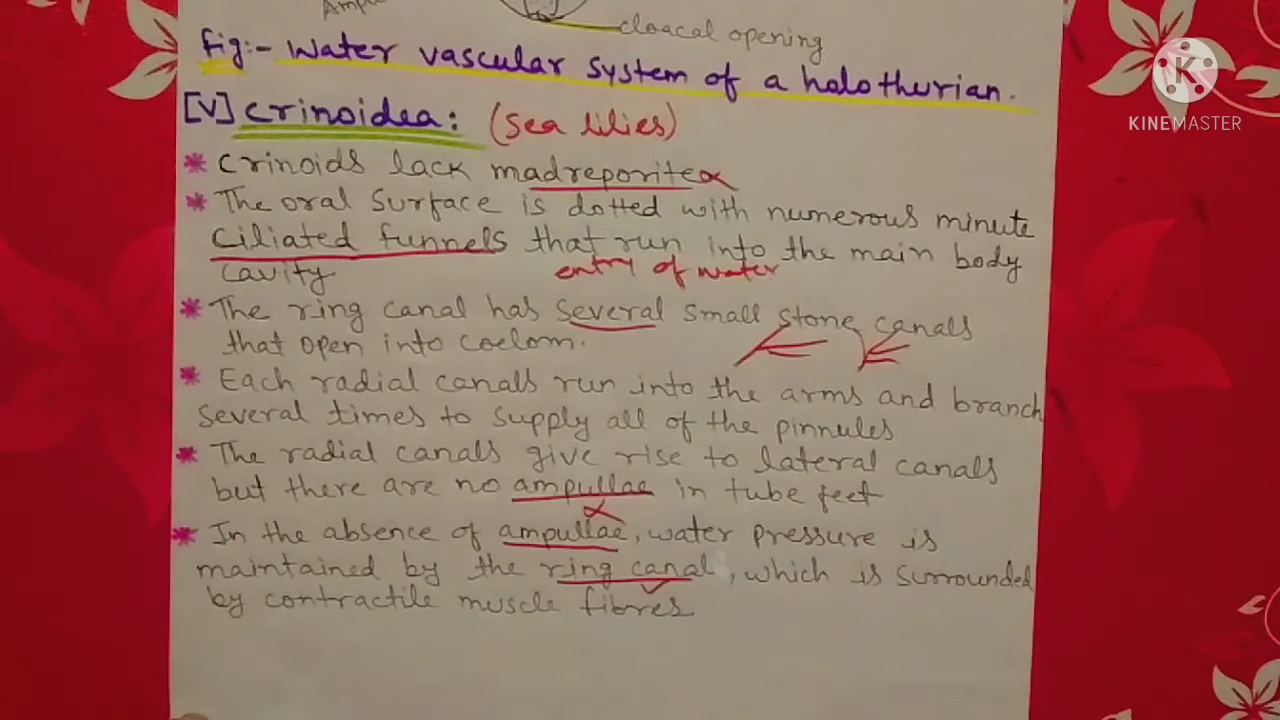 Ampu
cloacal opening
fig:- Water vascular system of a holothurian.
[V] Crinoidea: (Sea lilies)
* Crinoids lack madreporite
* The oral surface is dotted with numerous minute
ciliated funnels that run into the main body
cavity
entry of water
* The ring canal has several small stone canals
that open into coelom.
* Each radial canals run into the arms and branch
several times to supply all of the pinnules
* The radial canals give rise to lateral canals
but there are no ampullae in tube feet
* In the absence of ampullae, water pressure is
maintained by the ring canal, which is surrounded
by contractile muscle fibres
K
KINEMASTER